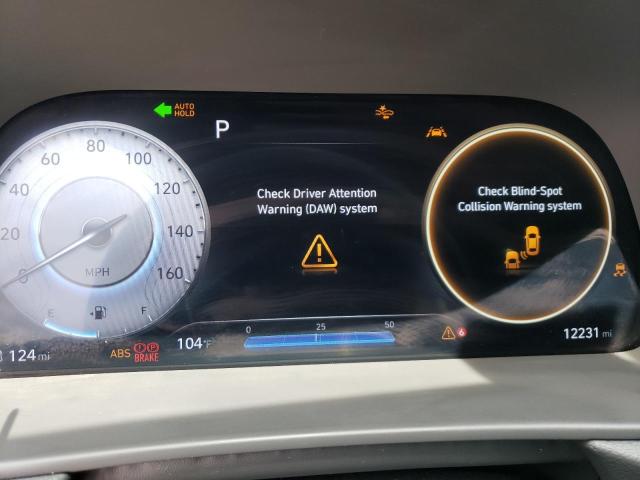 AUTO
HOLD
P
60 80 100
40 120
20 140
0 160
MPH
E F
Check Driver Attention
Warning (DAW) system
Check Blind-Spot
Collision Warning system
124 mi
ABS BRAKE
P
104°F
0 25 50
6
12231 mi